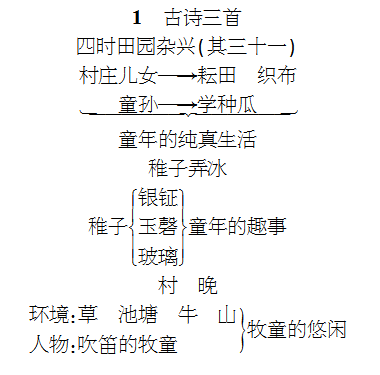 1 古诗三首
四时田园杂兴(其三十一)
村庄儿女→耘田 织布
童孙→学种瓜
童年的纯真生活
稚子弄冰
银钲
稚子 玉磬 童年的趣事
玻璃
村 晚
环境:草 池塘 牛 山
牧童的悠闲
人物:吹笛的牧童